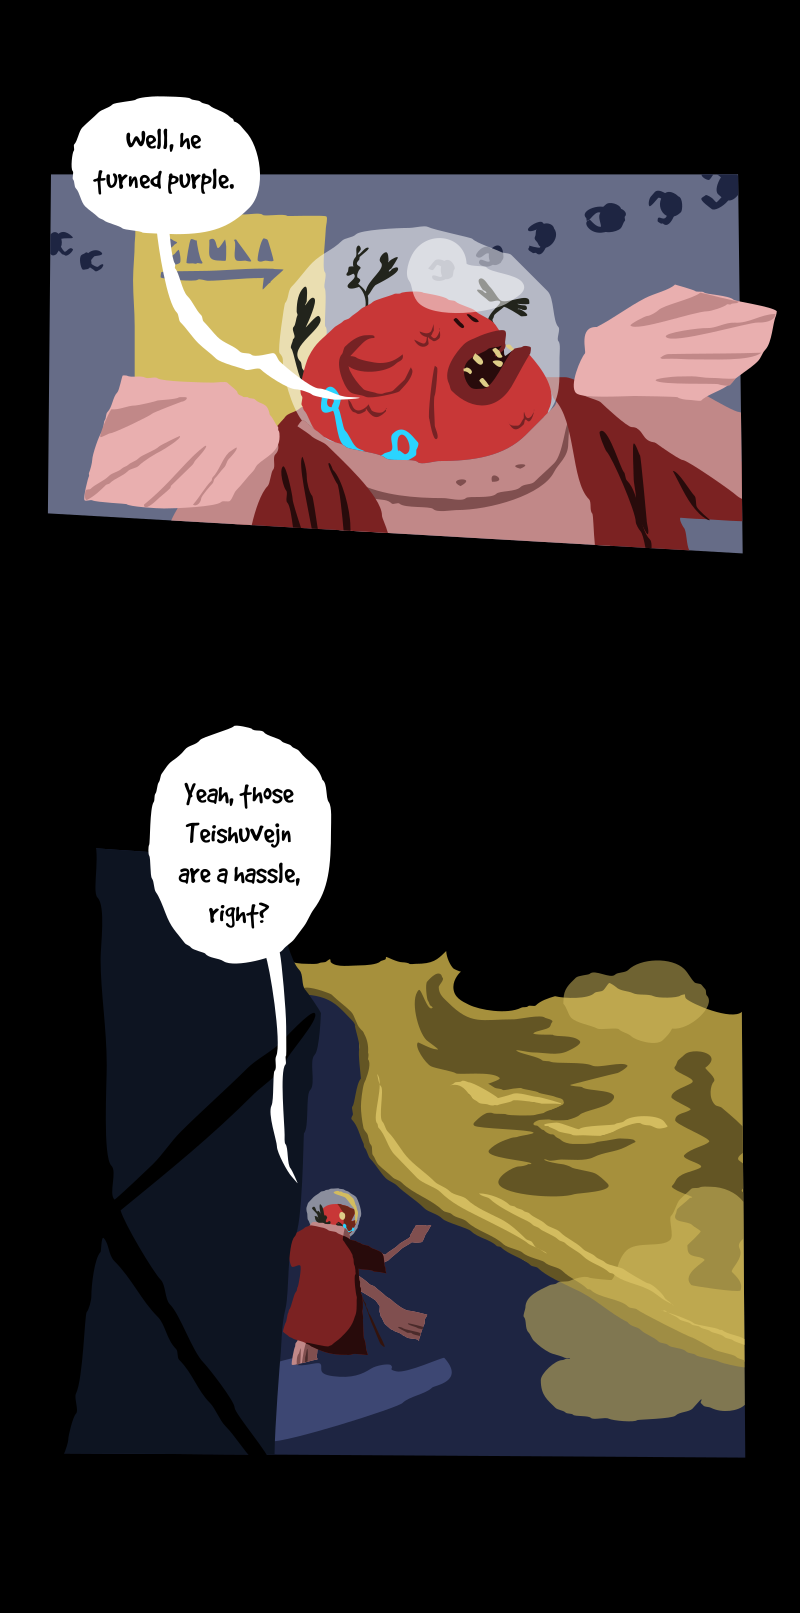 Well, he
turned purple.
Yeah, those
Teishuvejn
are a hassle,
right?